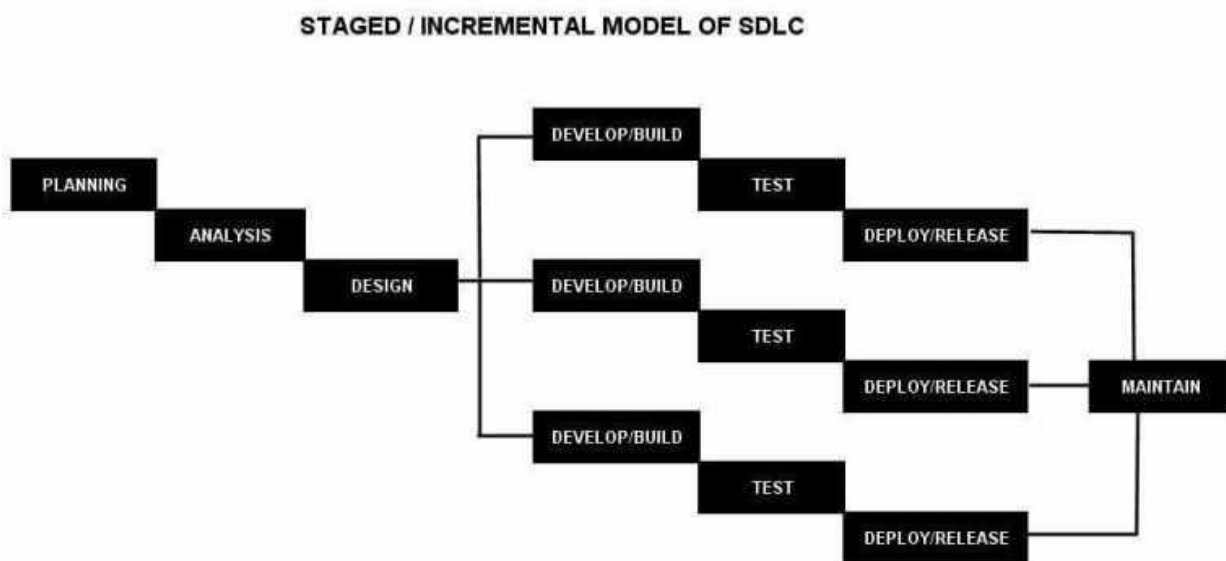 STAGED / INCREMENTAL MODEL OF SDLC
PLANNING
ANALYSIS
DESIGN
DEVELOP/BUILD
TEST
DEPLOY/RELEASE
DEVELOP/BUILD
TEST
DEPLOY/RELEASE
DEVELOP/BUILD
TEST
DEPLOY/RELEASE
MAINTAIN